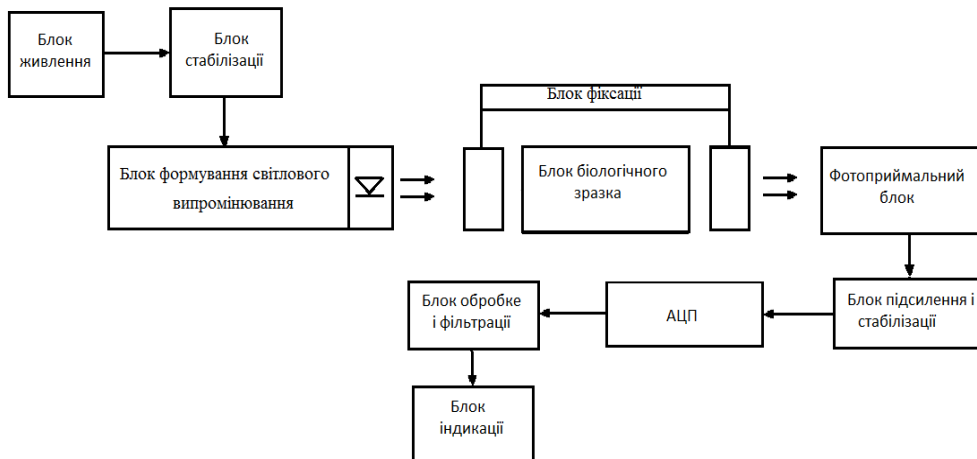 Блок
живлення
Блок
стабілізації
Блок фіксації
Блок формування світлового
випромінювання
Блок біологічного
зразка
Фотоприймальний
блок
Блок обробке
і фільтрації
АЦП
Блок підсилення і
стабілізації
Блок
індикації